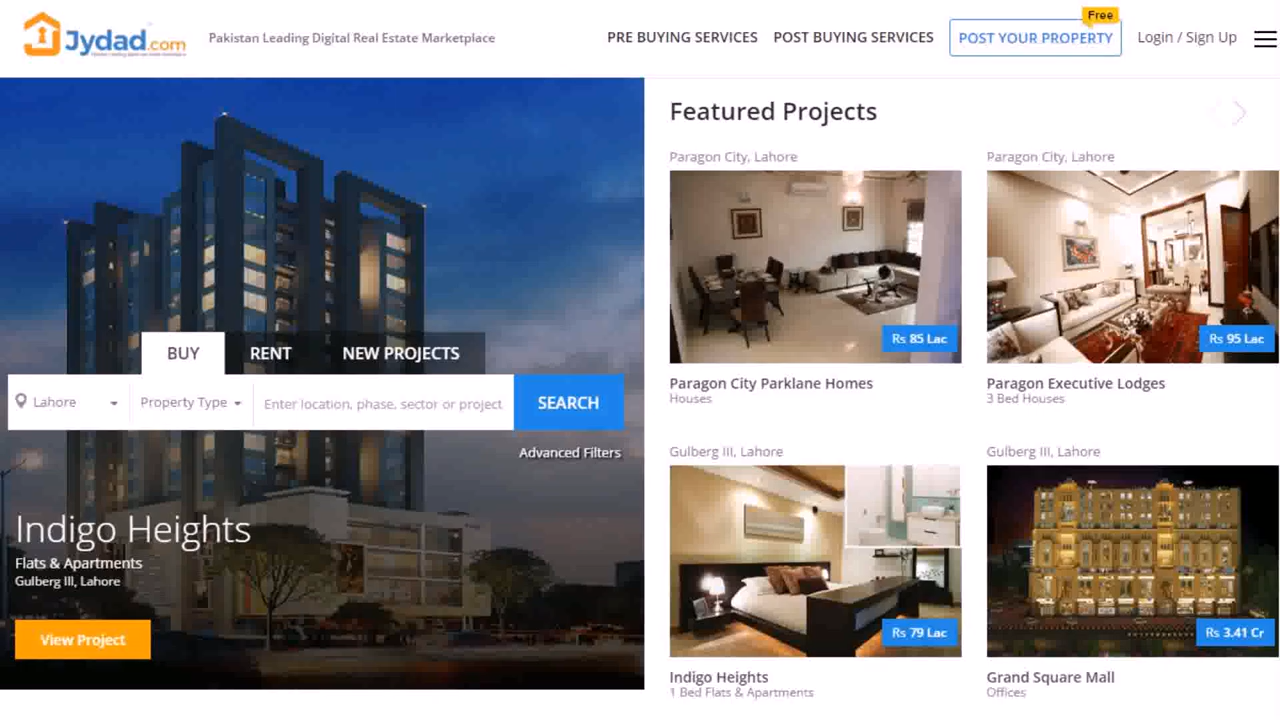 Jydad.com
Pakistan Leading Digital Real Estate Marketplace
PRE BUYING SERVICES
POST BUYING SERVICES
Free
POST YOUR PROPERTY
Login / Sign Up
BUY
RENT
NEW PROJECTS
Lahore
Property Type
Enter location, phase, sector or project
SEARCH
Advanced Filters
Indigo Heights
Flats & Apartments
Gulberg III, Lahore
View Project
Featured Projects
Paragon City, Lahore
Rs 85 Lac
Paragon City Parklane Homes
Houses
Paragon City, Lahore
Rs 95 Lac
Paragon Executive Lodges
3 Bed Houses
Gulberg III, Lahore
Rs 79 Lac
Indigo Heights
1 Bed Flats & Apartments
Gulberg III, Lahore
Rs 3.41 Cr
Grand Square Mall
Offices